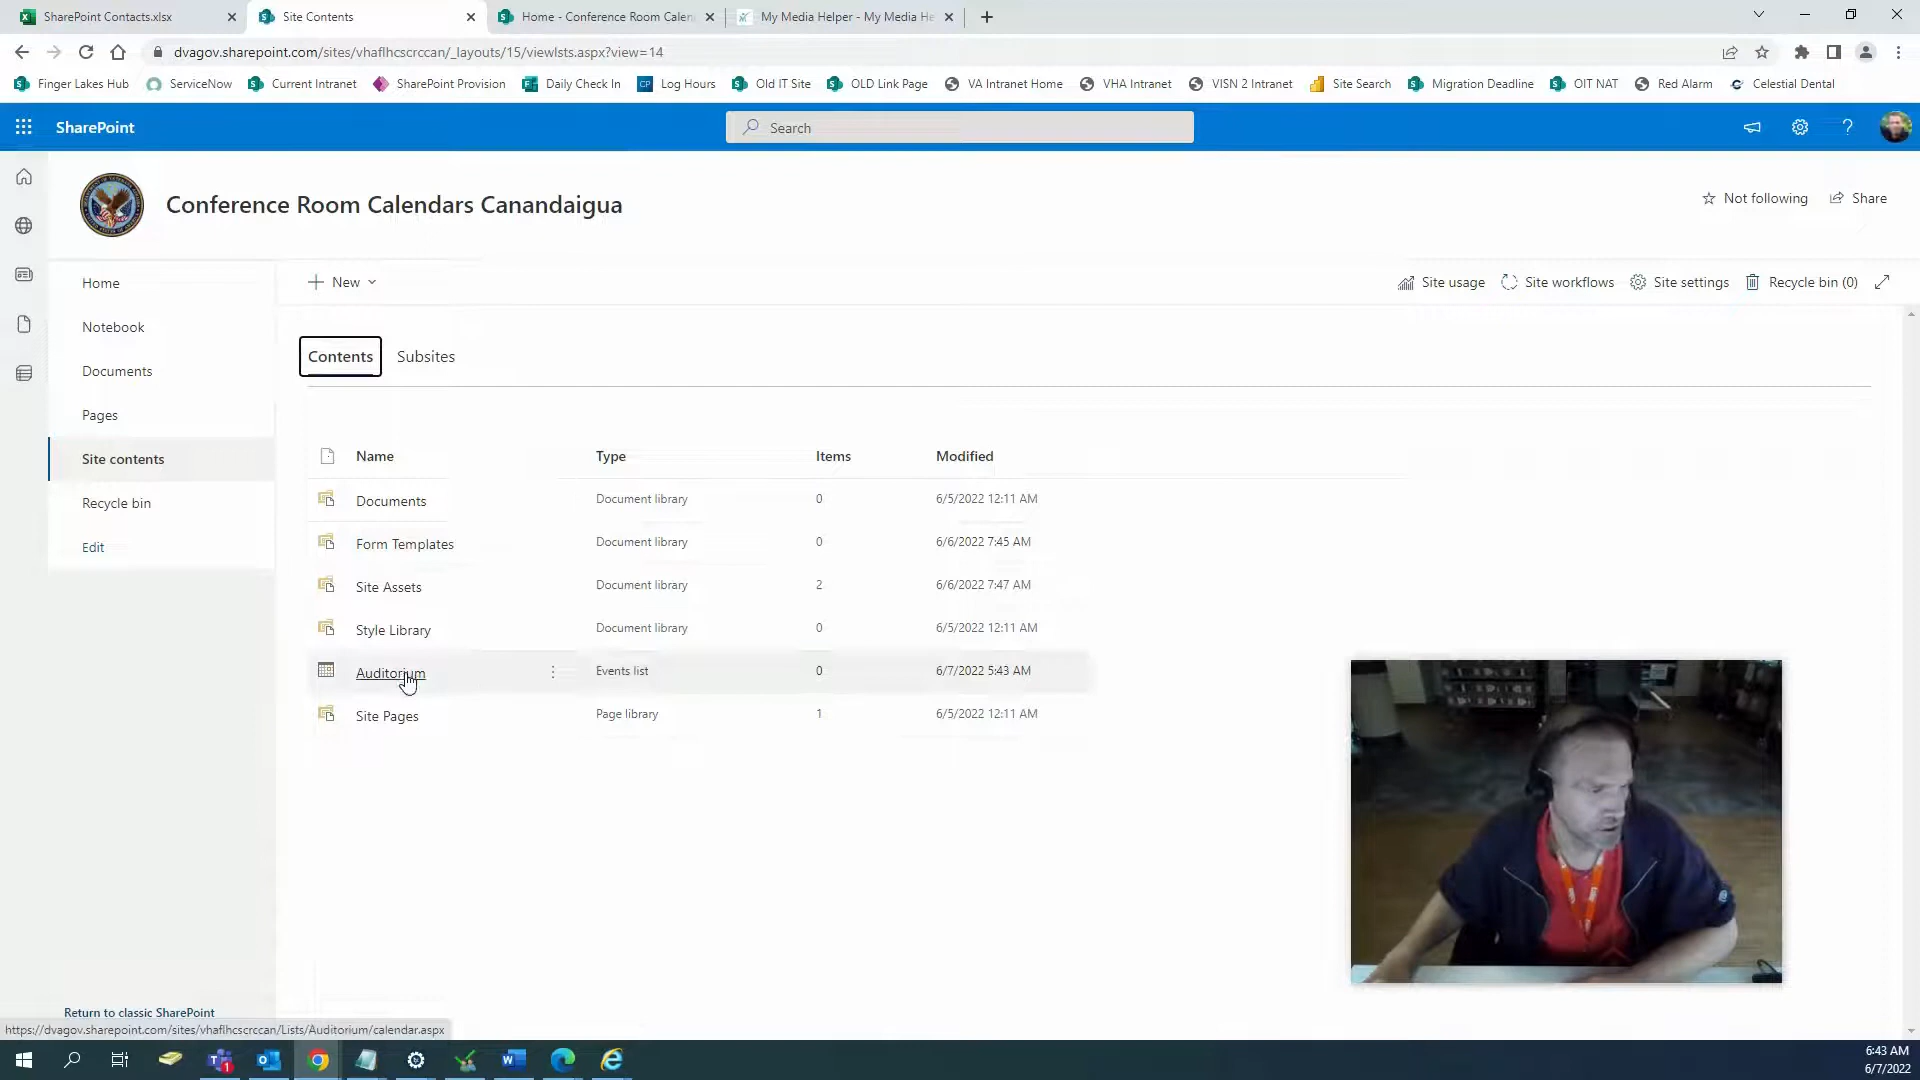 SharePoint Contacts.xlsx
Site Contents
Home - Conference Room Calen
My Media Helper - My Media He
dvagov.sharepoint.com/sites/vhaflhcscrccan/_layouts/15/viewlsts.aspx?view=14
Finger Lakes Hub
ServiceNow
Current Intranet
SharePoint Provision
Daily Check In
CP
Log Hours
Old IT Site
OLD Link Page
VA Intranet Home
VHA Intranet
VISN 2 Intranet
Site Search
Migration Deadline
OIT NAT
Red Alarm
Celestial Dental
SharePoint
Search
Conference Room Calendars Canandaigua
Not following
Share
Home
Notebook
Documents
Pages
Site contents
Recycle bin
Edit
New
Site usage
Site workflows
Site settings
Recycle bin (0)
Contents Subsites
Name Type Items Modified
Documents Document library 0 6/5/2022 12:11 AM
Form Templates Document library 0 6/6/2022 7:45 AM
Site Assets Document library 2 6/6/2022 7:47 AM
Style Library Document library 0 6/5/2022 12:11 AM
Auditorium Events list 0 6/7/2022 5:43 AM
Site Pages Page library 1 6/5/2022 12:11 AM
Return to classic SharePoint
https://dvagov.sharepoint.com/sites/vhaflhcscrccan/Lists/Auditorium/calendar.aspx
1
6:43 AM
6/7/2022